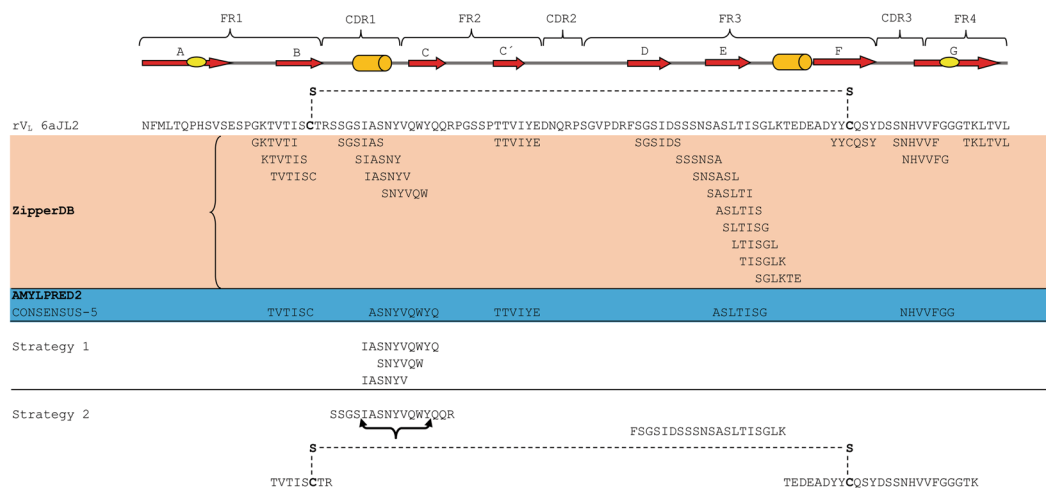 FR1 CDR1 FR2 CDR2 FR3 CDR3 FR4
A B C C´ D E F G
S S
rVL 6aJL2 NFMLTQPHSVSESPGKTVTISCTRSSGSIASNYVQWYQQRPGSSPTTVIYEDNQRPSGVPDRFSGSIDSSSNSASLTISGLKTEDEADYYCQSYDSSNHVVFGGGTKLTVL
GKTVTI SGSIAS TTVIYE SGSIDS YYCQSY SNHVVF TKLTVL
KTVTIS SIASNY SSSNSA NHVVFG
TVTISC IASNYV SNSASL
SNYVQW SASLTI
ZipperDB ASLTIS
SLTISG
LTISGL
TISGLK
SGLKTE
AMYLPRED2
CONSENSUS-5 TVTISC ASNYVQWYQ TTVIYE ASLTISG NHVVFGG
Strategy 1 IASNYVQWYQ
SNYVQW
IASNYV
Strategy 2 SSGSIASNYVQWYQQR
FSGSIDSSSNSASLTISGLK
S S
TVTISCTR TEDEADYYCQSYDSSNHVVFGGGTK